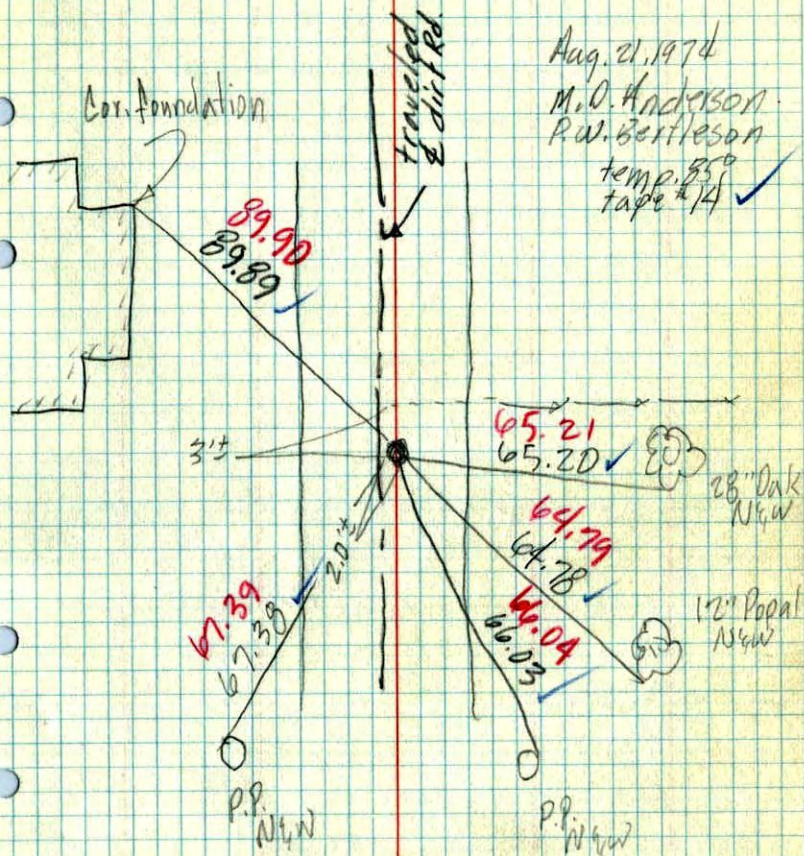 Aug. 21, 1974
M.D. Anderson
P.W. Bertleson
temp. 85°
tape #14
traveled
℄ dirt Rd.
Cor. foundation
89.90
89.89
65.21
65.20
28" Oak
N&W
3'±
2.0'±
64.79
64.78
12" Popal
N&W
67.39
67.38
66.04
66.03
P.P.
N&W
P.P.
N&W